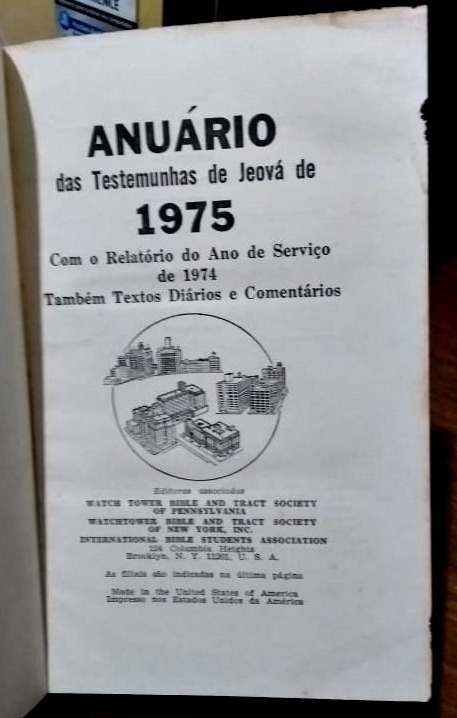 ANUÁRIO
das Testemunhas de Jeová de
1975
Com o Relatório do Ano de Serviço
de 1974
Também Textos Diários e Comentários
Editoras associadas
WATCH TOWER BIBLE AND TRACT SOCIETY
OF PENNSYLVANIA
WATCHTOWER BIBLE AND TRACT SOCIETY
OF NEW YORK, INC.
INTERNATIONAL BIBLE STUDENTS ASSOCIATION
124 Columbia Heights
Brooklyn, N. Y. 11201, U. S. A.
As filiais são indicadas na última página
Made in the United States of America
Impresso nos Estados Unidos da América